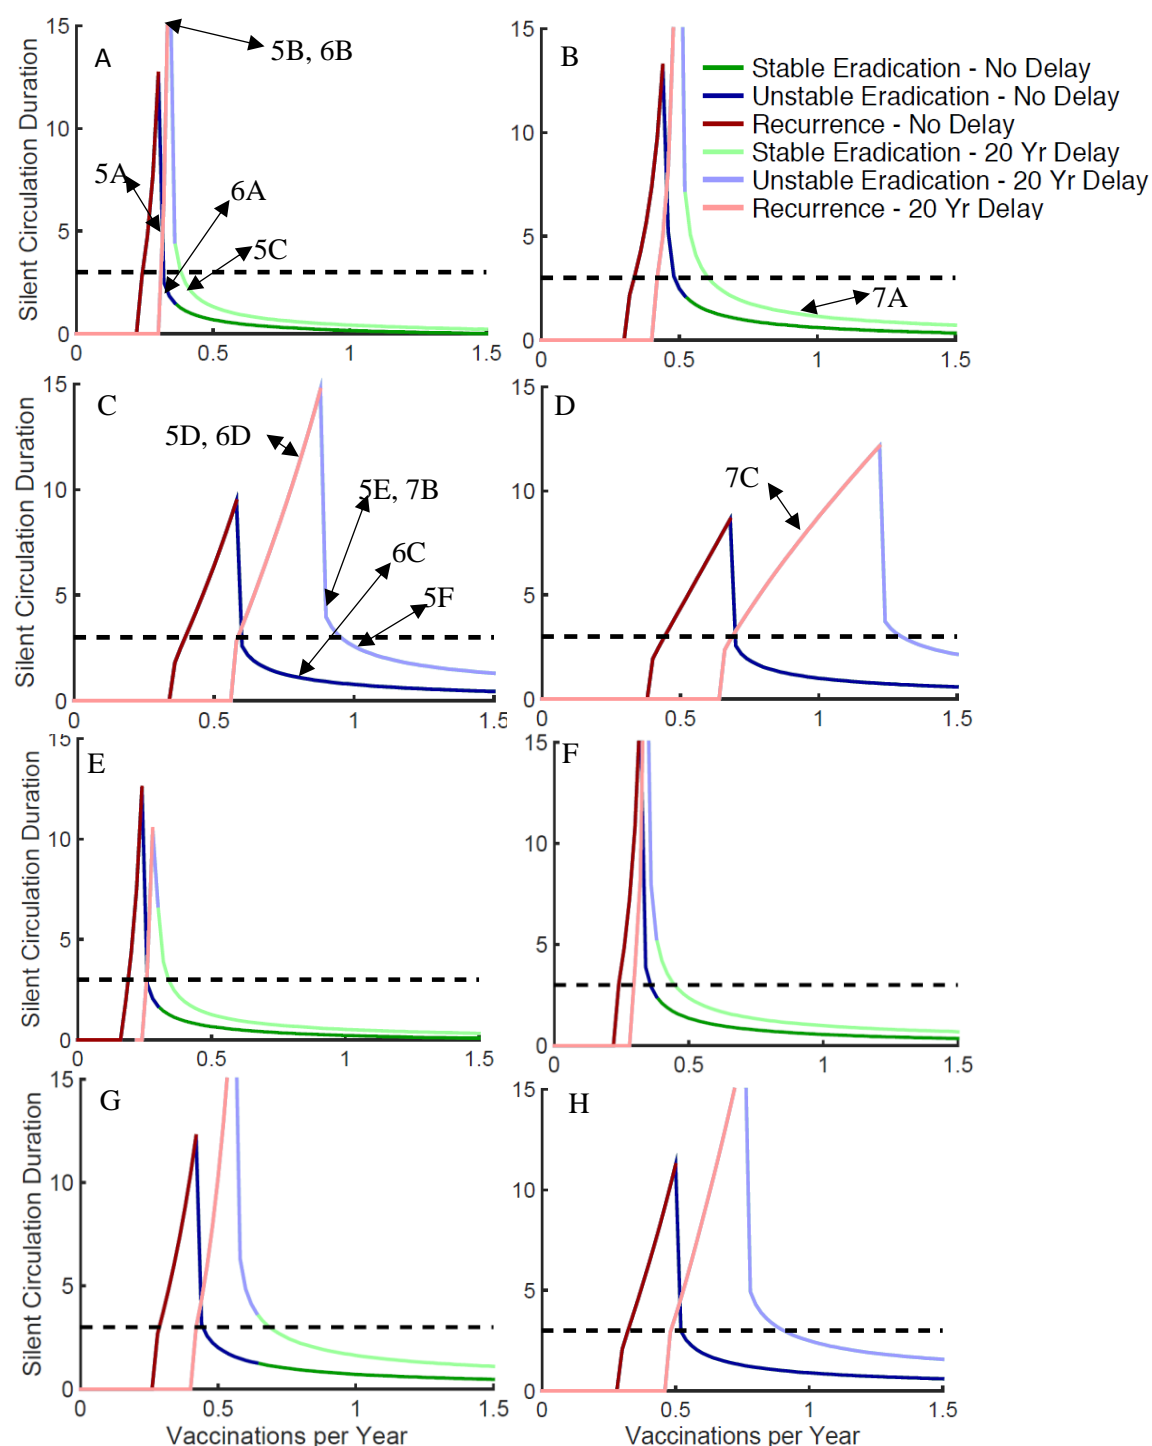 A
5B, 6B
5A
6A
5C
15
10
5
0
0
0.5
1
1.5
Silent Circulation Duration
B
Stable Eradication - No Delay
Unstable Eradication - No Delay
Recurrence - No Delay
Stable Eradication - 20 Yr Delay
Unstable Eradication - 20 Yr Delay
Recurrence - 20 Yr Delay
7A
15
10
5
0
0
0.5
1
1.5
C
5D, 6D
5E, 7B
6C
5F
15
10
5
0
0
0.5
1
1.5
Silent Circulation Duration
D
7C
15
10
5
0
0
0.5
1
1.5
E
15
10
5
0
0
0.5
1
1.5
Silent Circulation Duration
F
15
10
5
0
0
0.5
1
1.5
G
15
10
5
0
0
0.5
1
1.5
Silent Circulation Duration
Vaccinations per Year
H
15
10
5
0
0
0.5
1
1.5
Vaccinations per Year